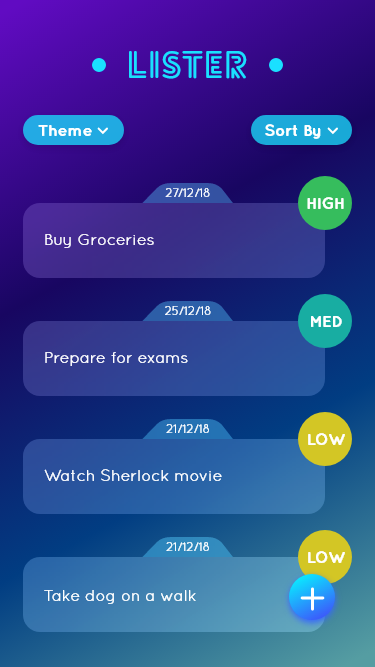 LISTER
Theme
Sort By
27/12/18
HIGH
Buy Groceries
25/12/18
MED
Prepare for exams
21/12/18
LOW
Watch Sherlock movie
21/12/18
LOW
Take dog on a walk